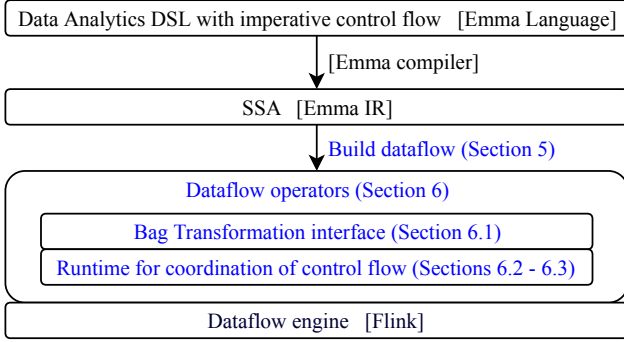 Data Analytics DSL with imperative control flow [Emma Language]
[Emma compiler]
SSA [Emma IR]
Build dataflow (Section 5)
Dataflow operators (Section 6)
Bag Transformation interface (Section 6.1)
Runtime for coordination of control flow (Sections 6.2 - 6.3)
Dataflow engine [Flink]